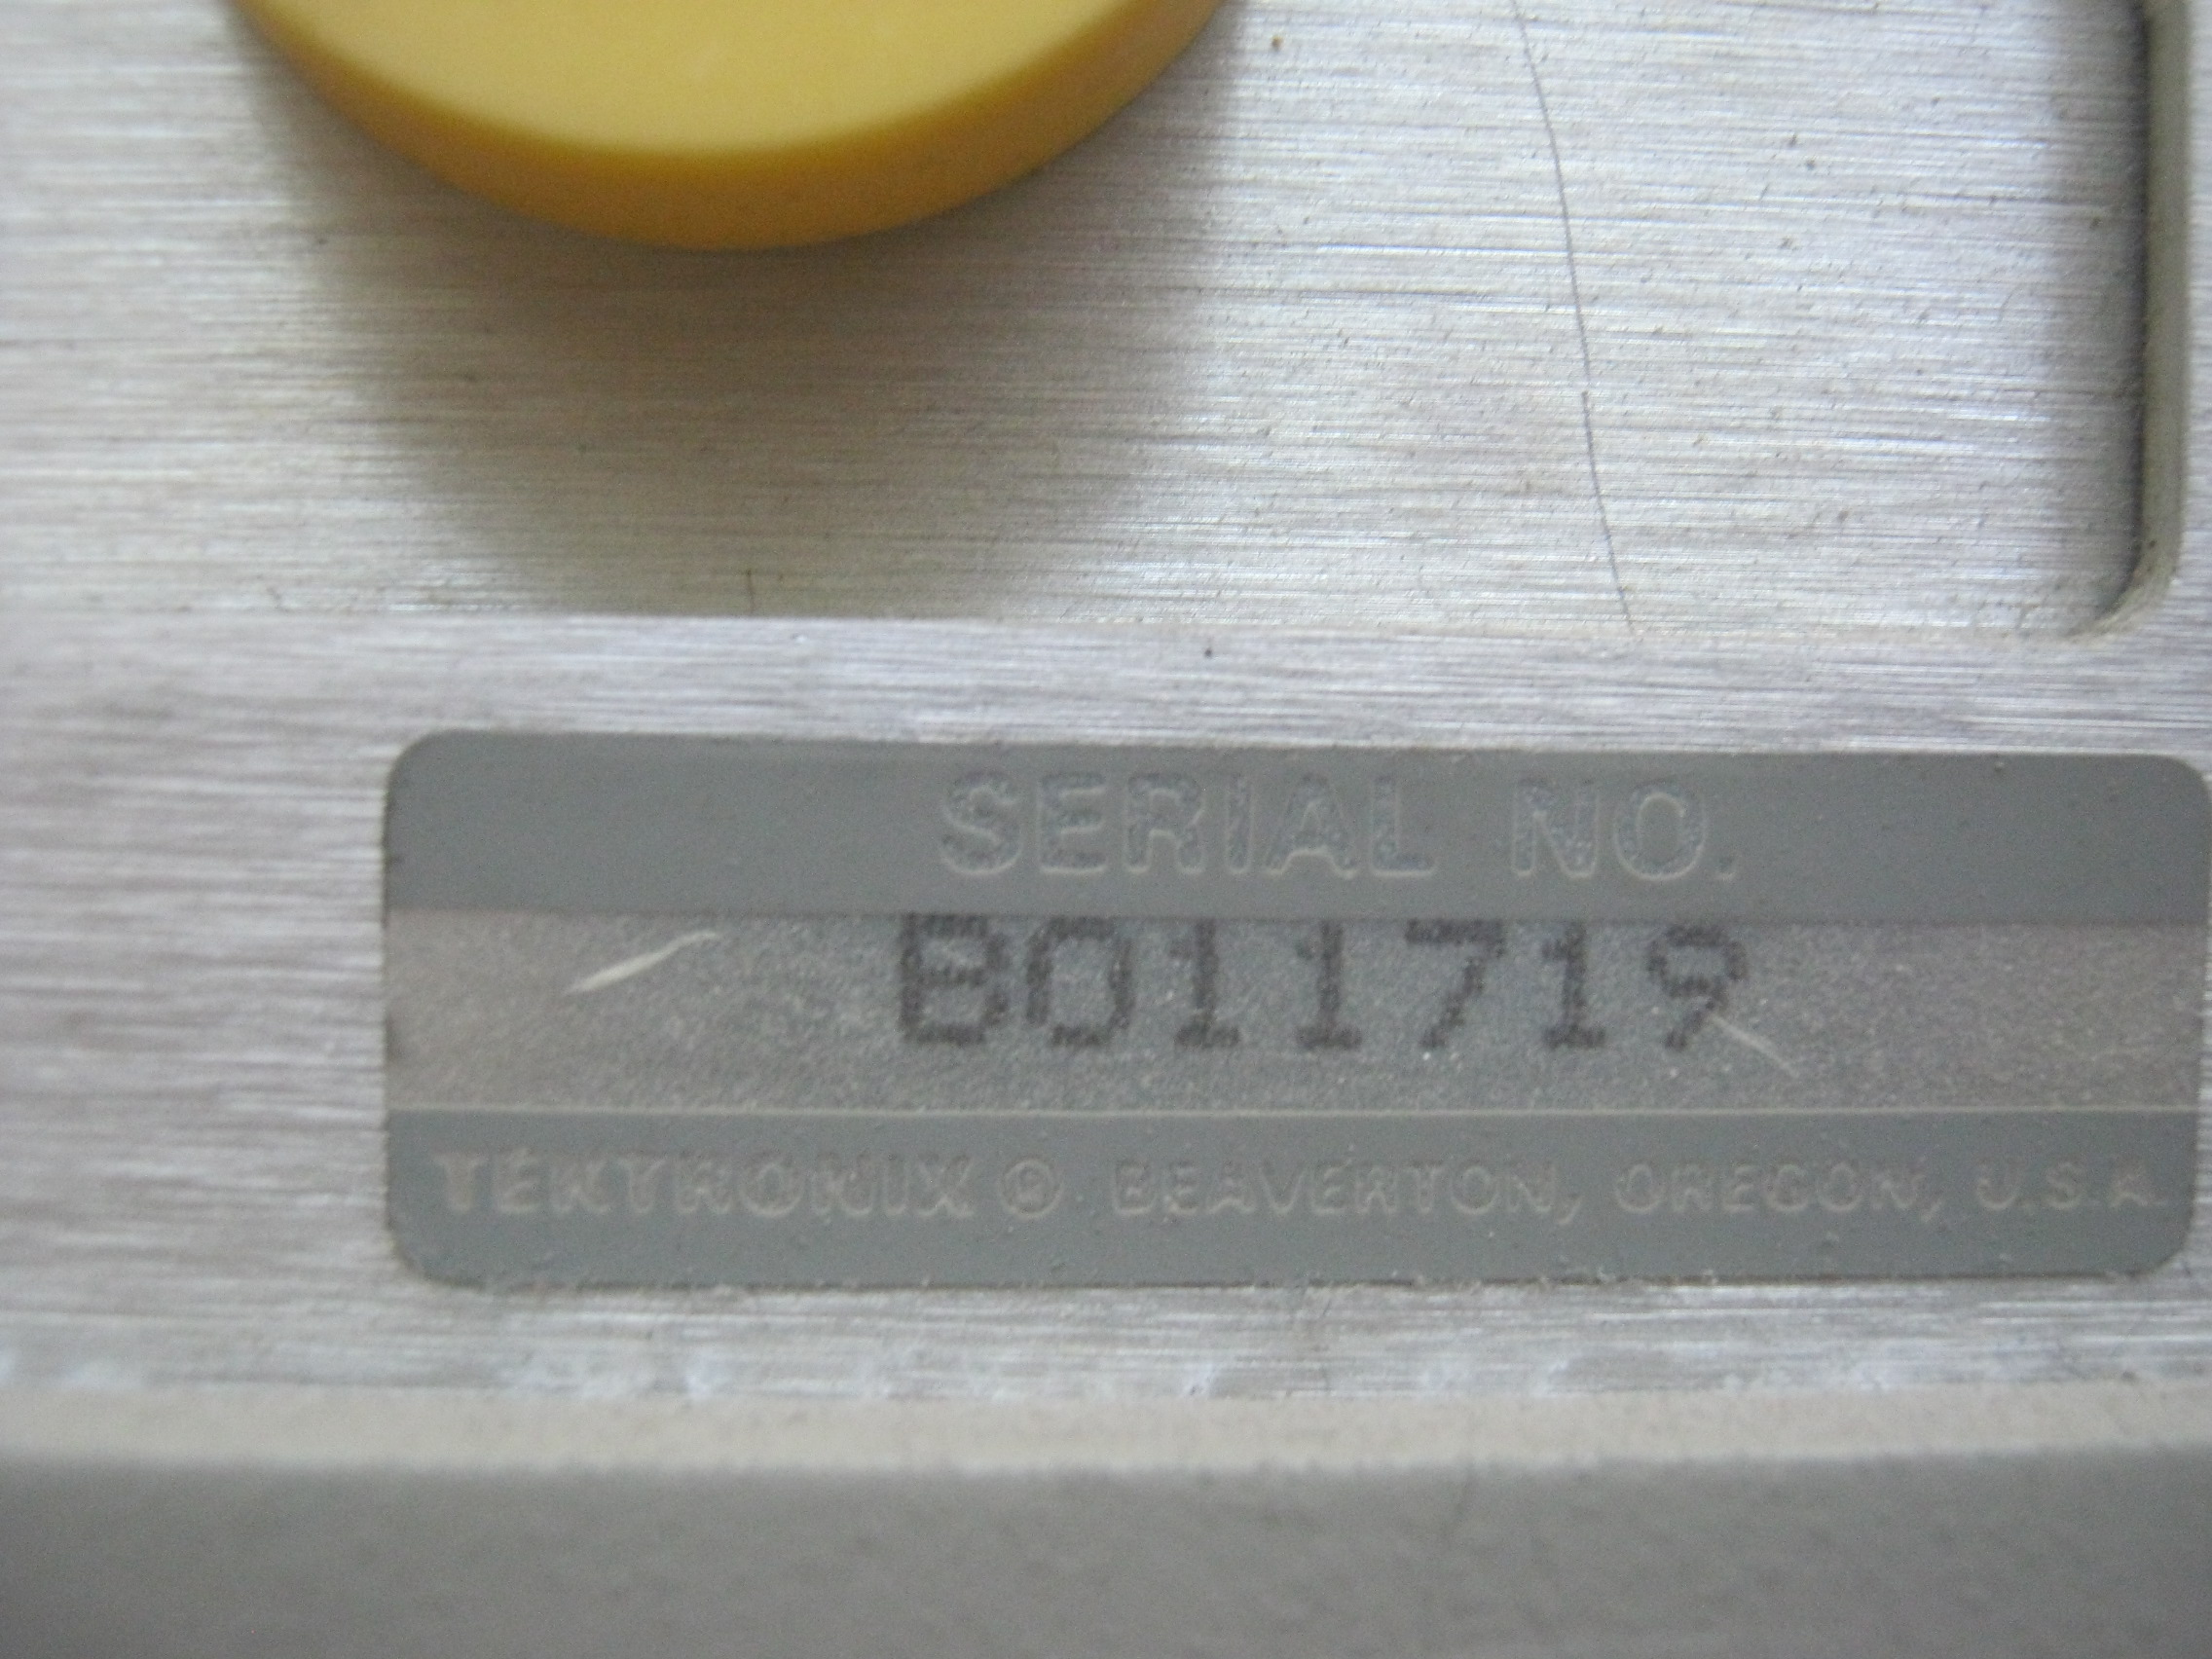 SERIAL NO.
B011719
TEKTRONIX ® BEAVERTON, OREGON, U.S.A.